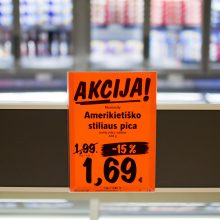 AKCIJA!
Amerikietiško
stiliaus pica
1,99 -15%
1,69 €